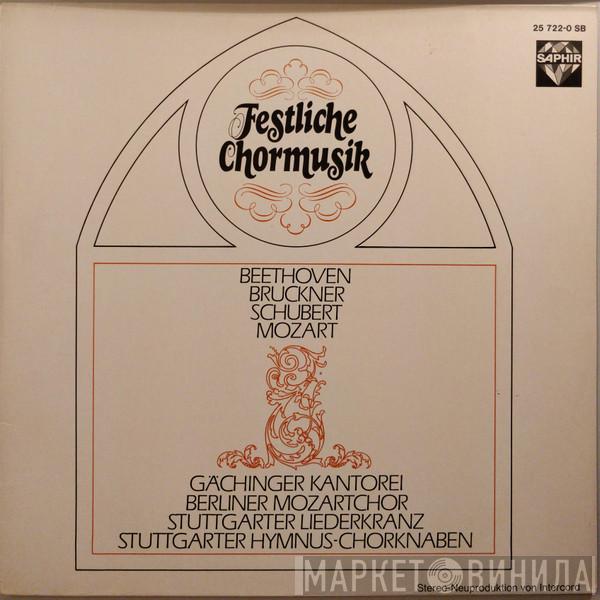 25 722-0 SB
SAPHIR
Festliche
Chormusik
BEETHOVEN
BRUCKNER
SCHUBERT
MOZART
GÄCHINGER KANTOREI
BERLINER MOZARTCHOR
STUTTGARTER LIEDERKRANZ
STUTTGARTER HYMNUS-CHORKNABEN
МАРКЕТ ВИНИЛА
Stereo-Neuproduktion von Intercord